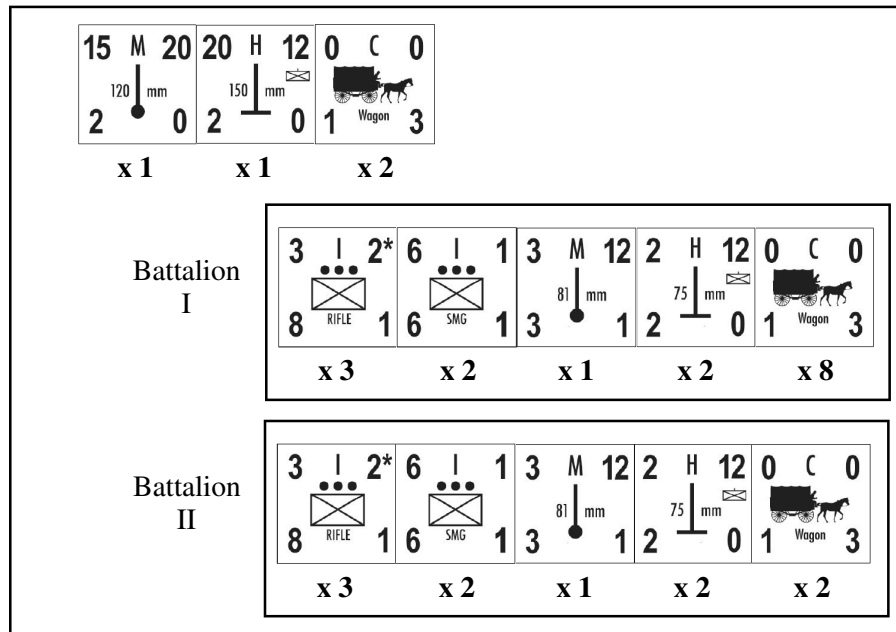 15 M 20 20 H 12 0 C 0
120 mm 150 mm
2 0 2 0 1 Wagon 3
x 1 x 1 x 2
Battalion
I
3 I 2* 6 I 1 3 M 12 2 H 12 0 C 0
81 mm 75 mm
8 RIFLE 1 6 SMG 1 3 1 2 0 1 Wagon 3
x 3 x 2 x 1 x 2 x 8
Battalion
II
3 I 2* 6 I 1 3 M 12 2 H 12 0 C 0
81 mm 75 mm
8 RIFLE 1 6 SMG 1 3 1 2 0 1 Wagon 3
x 3 x 2 x 1 x 2 x 2